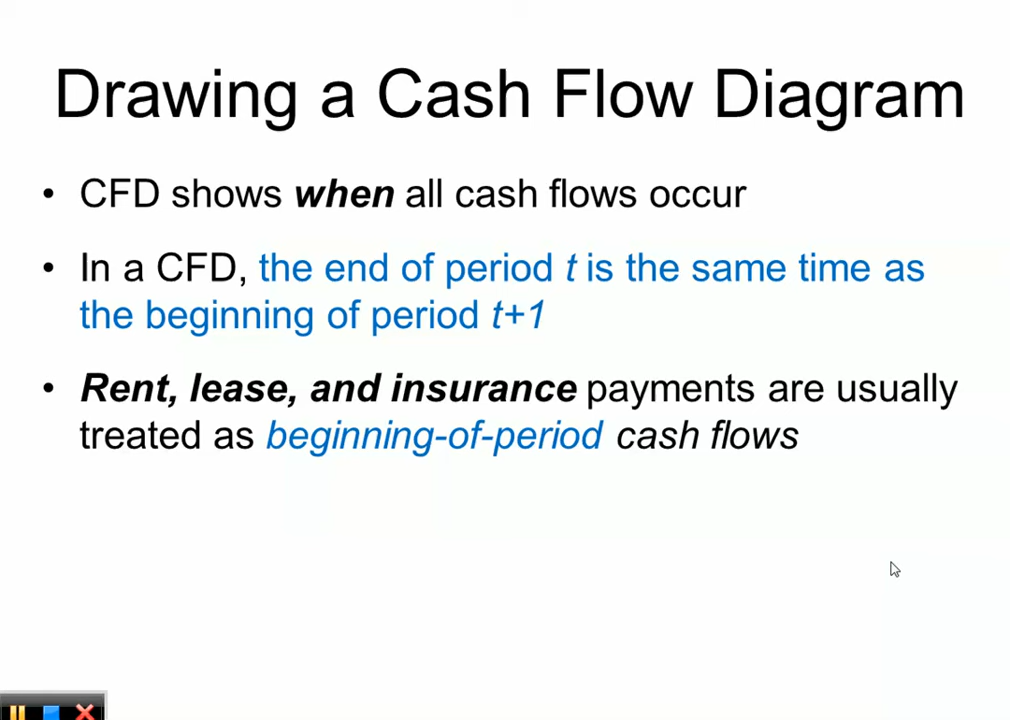 Drawing a Cash Flow Diagram
• CFD shows when all cash flows occur
• In a CFD, the end of period t is the same time as
the beginning of period t+1
• Rent, lease, and insurance payments are usually
treated as beginning-of-period cash flows